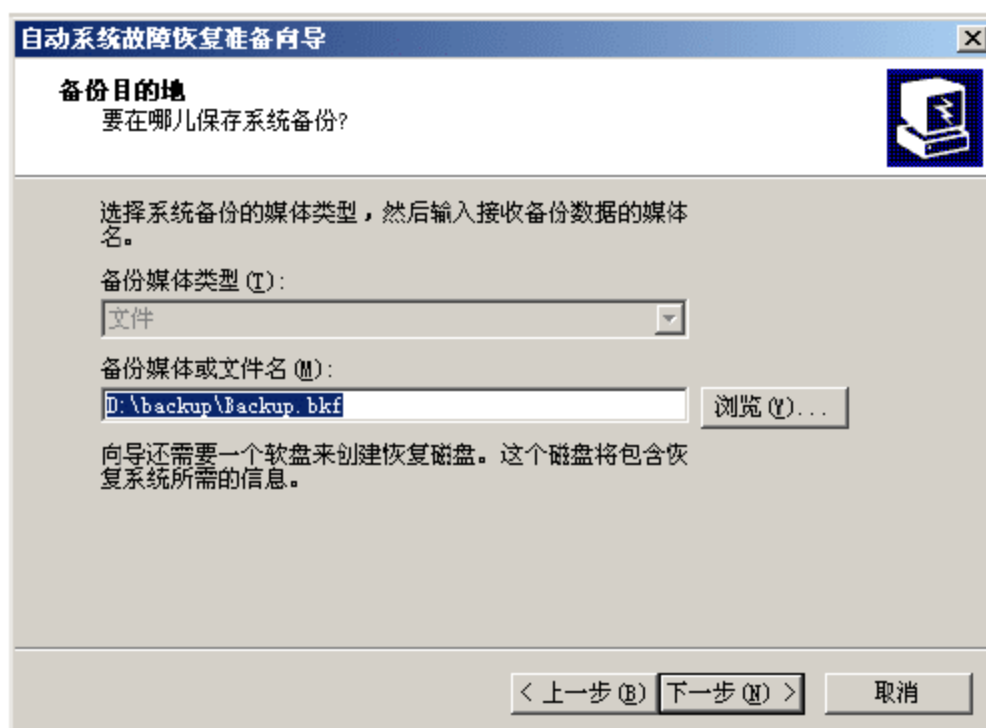 自动系统故障恢复准备向导
备份目的地
要在哪儿保存系统备份?
选择系统备份的媒体类型，然后输入接收备份数据的媒体
名。
备份媒体类型(T):
文件
备份媒体或文件名(M):
D:\backup\Backup.bkf
浏览(Y)...
向导还需要一个软盘来创建恢复磁盘。这个磁盘将包含恢
复系统所需的信息。
< 上一步(B) 下一步(N) > 取消